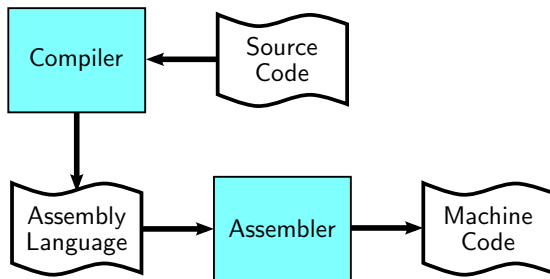 Compiler
Source
Code
Assembly
Language
Assembler
Machine
Code